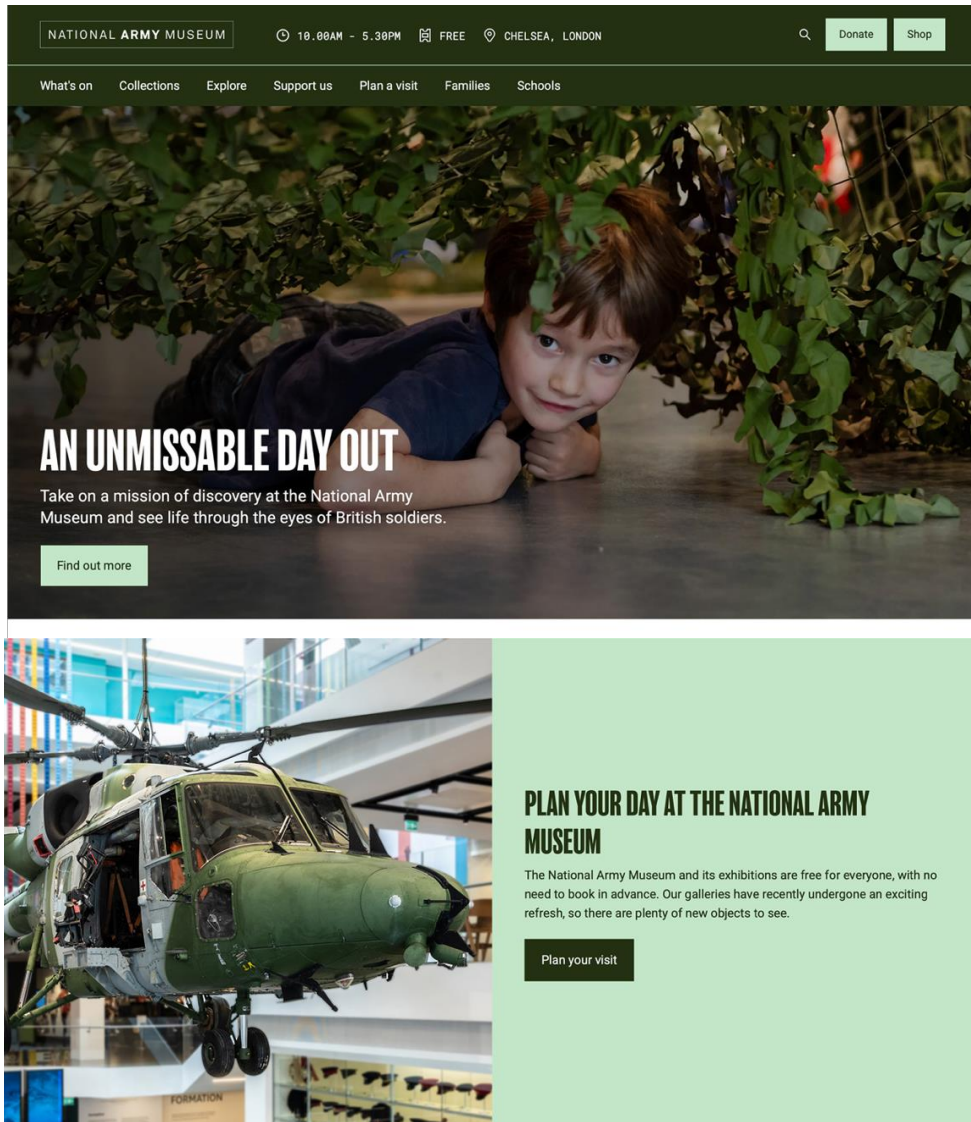 NATIONAL ARMY MUSEUM
10.00AM - 5.30PM
FREE
CHELSEA, LONDON
Donate
Shop
What's on
Collections
Explore
Support us
Plan a visit
Families
Schools
AN UNMISSABLE DAY OUT
Take on a mission of discovery at the National Army
Museum and see life through the eyes of British soldiers.
Find out more
PLAN YOUR DAY AT THE NATIONAL ARMY
MUSEUM
The National Army Museum and its exhibitions are free for everyone, with no
need to book in advance. Our galleries have recently undergone an exciting
refresh, so there are plenty of new objects to see.
Plan your visit
FORMATION